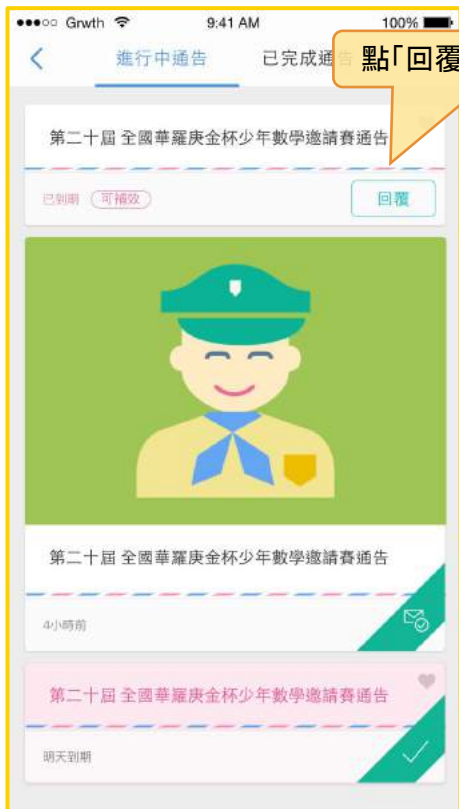 Grwth 9:41 AM 100%
進行中通告 已完成通
點「回覆
第二十屆 全國華羅庚金杯少年數學邀請賽通告
已到期 可補效 回覆
第二十屆 全國華羅庚金杯少年數學邀請賽通告
4小時前
第二十屆 全國華羅庚金杯少年數學邀請賽通告
明天到期